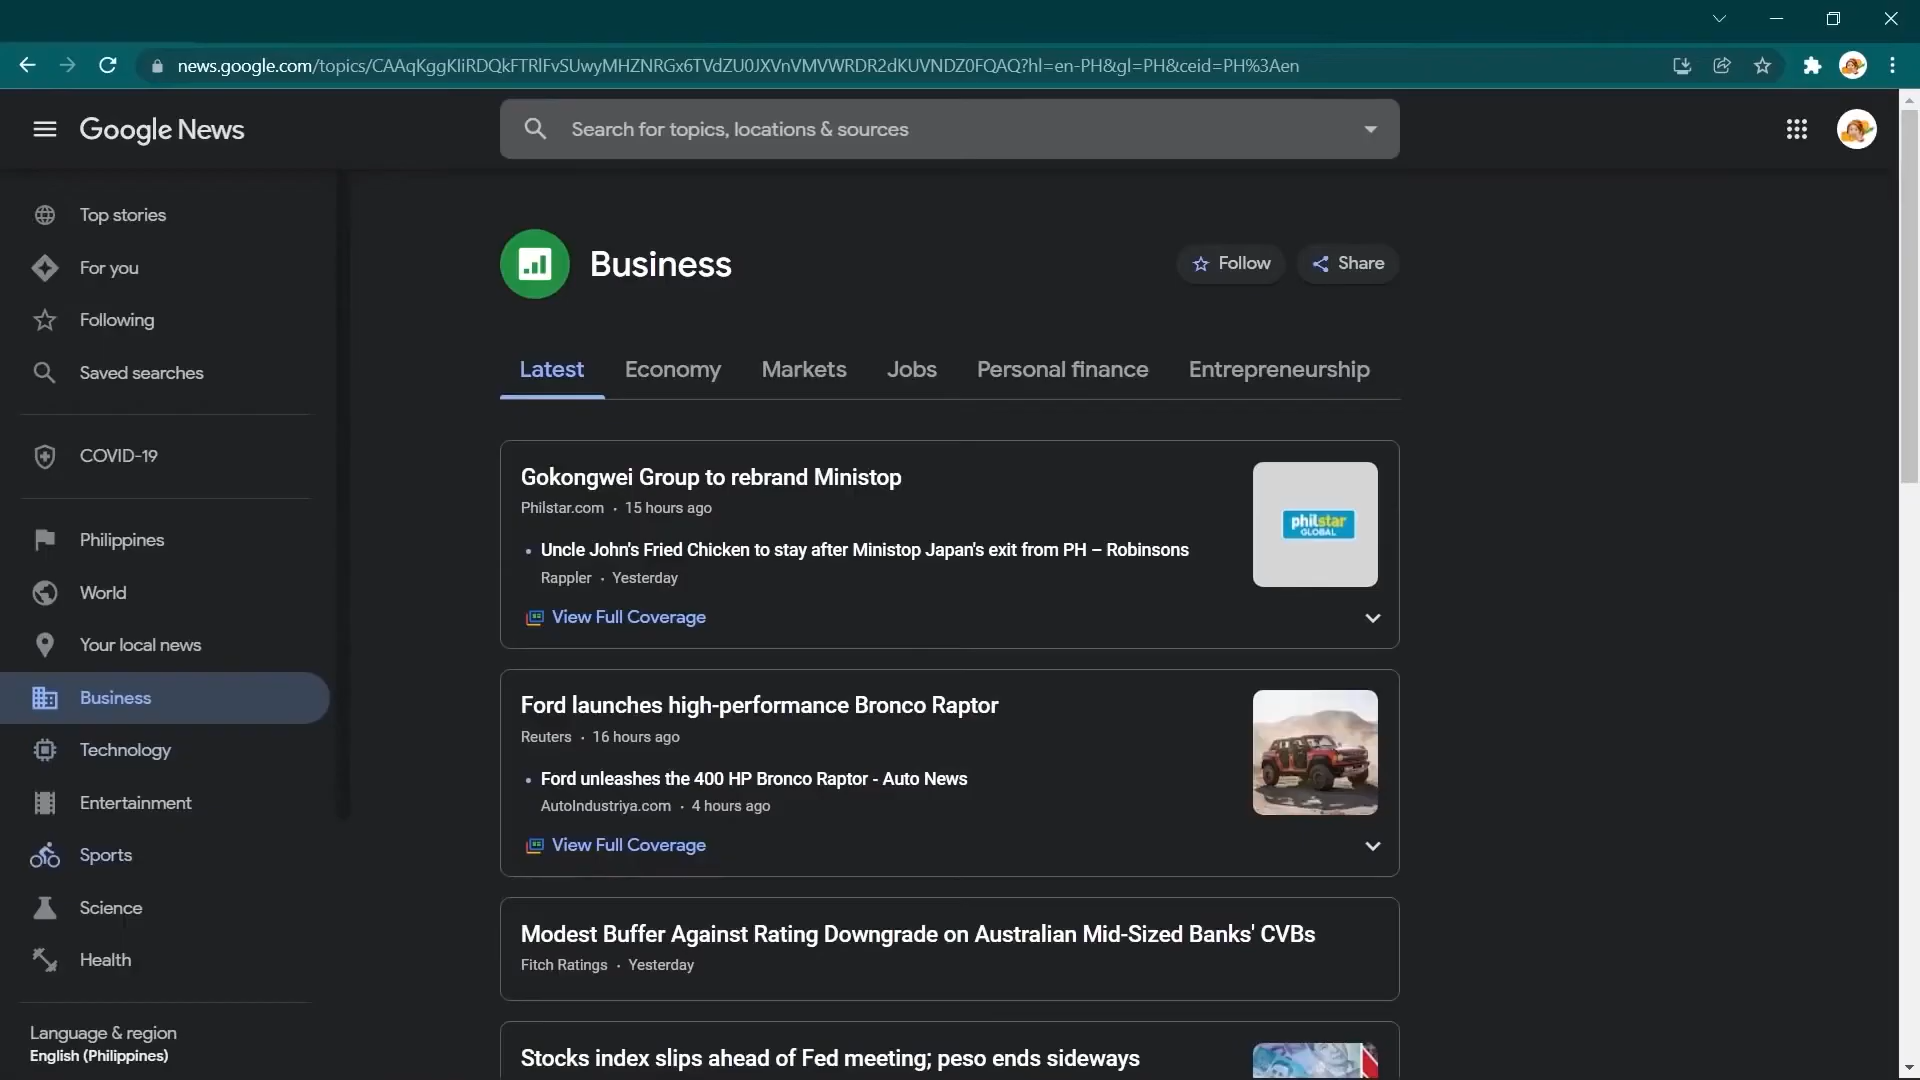 news.google.com/topics/CAAqKggKIiRDQkFTRlFvSUwyMHZNRGx6TVdZU0JXVnVMVWRDR2dKUVNDZ0FQAQ?hl=en-PH&gl=PH&ceid=PH%3Aen
Google News
Search for topics, locations & sources
Top stories
For you
Following
Saved searches
COVID-19
Philippines
World
Your local news
Business
Technology
Entertainment
Sports
Science
Health
Language & region
English (Philippines)
Business
Follow
Share
Latest
Economy
Markets
Jobs
Personal finance
Entrepreneurship
Gokongwei Group to rebrand Ministop
Philstar.com · 15 hours ago
• Uncle John's Fried Chicken to stay after Ministop Japan's exit from PH – Robinsons
Rappler · Yesterday
View Full Coverage
philstar
GLOBAL
Ford launches high-performance Bronco Raptor
Reuters · 16 hours ago
• Ford unleashes the 400 HP Bronco Raptor - Auto News
AutoIndustriya.com · 4 hours ago
View Full Coverage
Modest Buffer Against Rating Downgrade on Australian Mid-Sized Banks' CVBs
Fitch Ratings · Yesterday
Stocks index slips ahead of Fed meeting; peso ends sideways